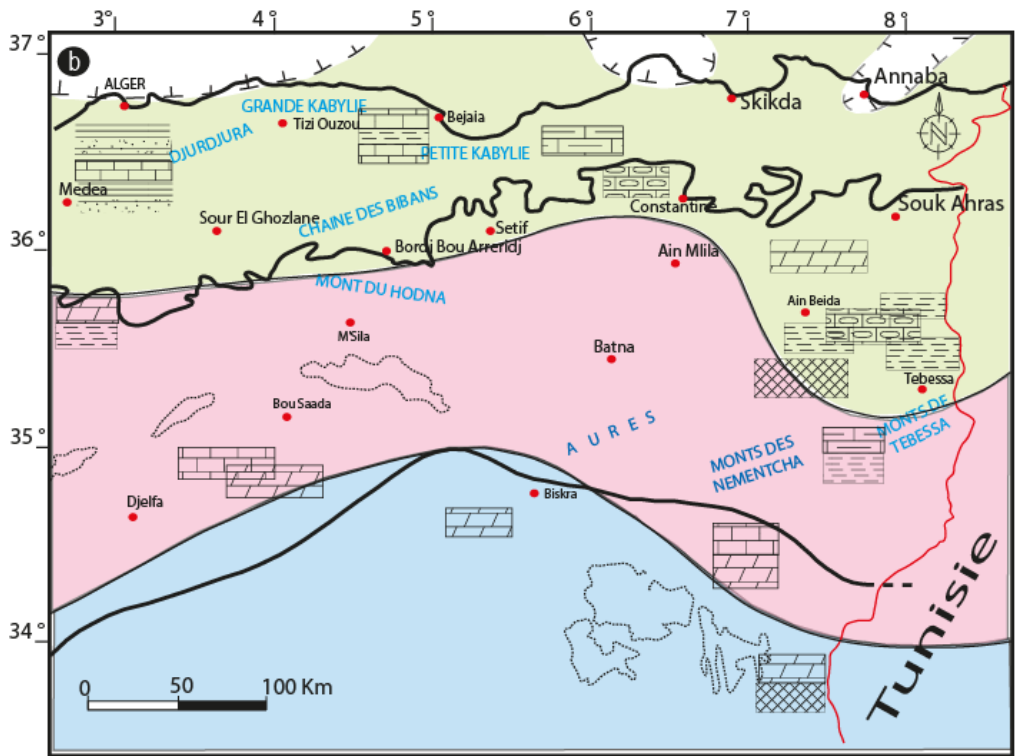 3° 4° 5° 6° 7° 8°
37°
b
ALGER
Annaba
Skikda
GRANDE KABYLIE
Bejaia
Tizi Ouzou
N
DJURDJURA
PETITE KABYLIE
Medea
Constantine
Souk Ahras
Sour El Ghozlane
CHAINE DES BIBANS
Setif
36°
Bordj Bou Arreridj
Ain Mlila
MONT DU HODNA
Ain Beida
M'Sila
Batna
Tebessa
Bou Saada
AURES
MONTS DE
TEBESSA
35°
MONTS DES
NEMENTCHA
Biskra
Djelfa
34°
Tunisie
0 50 100 Km